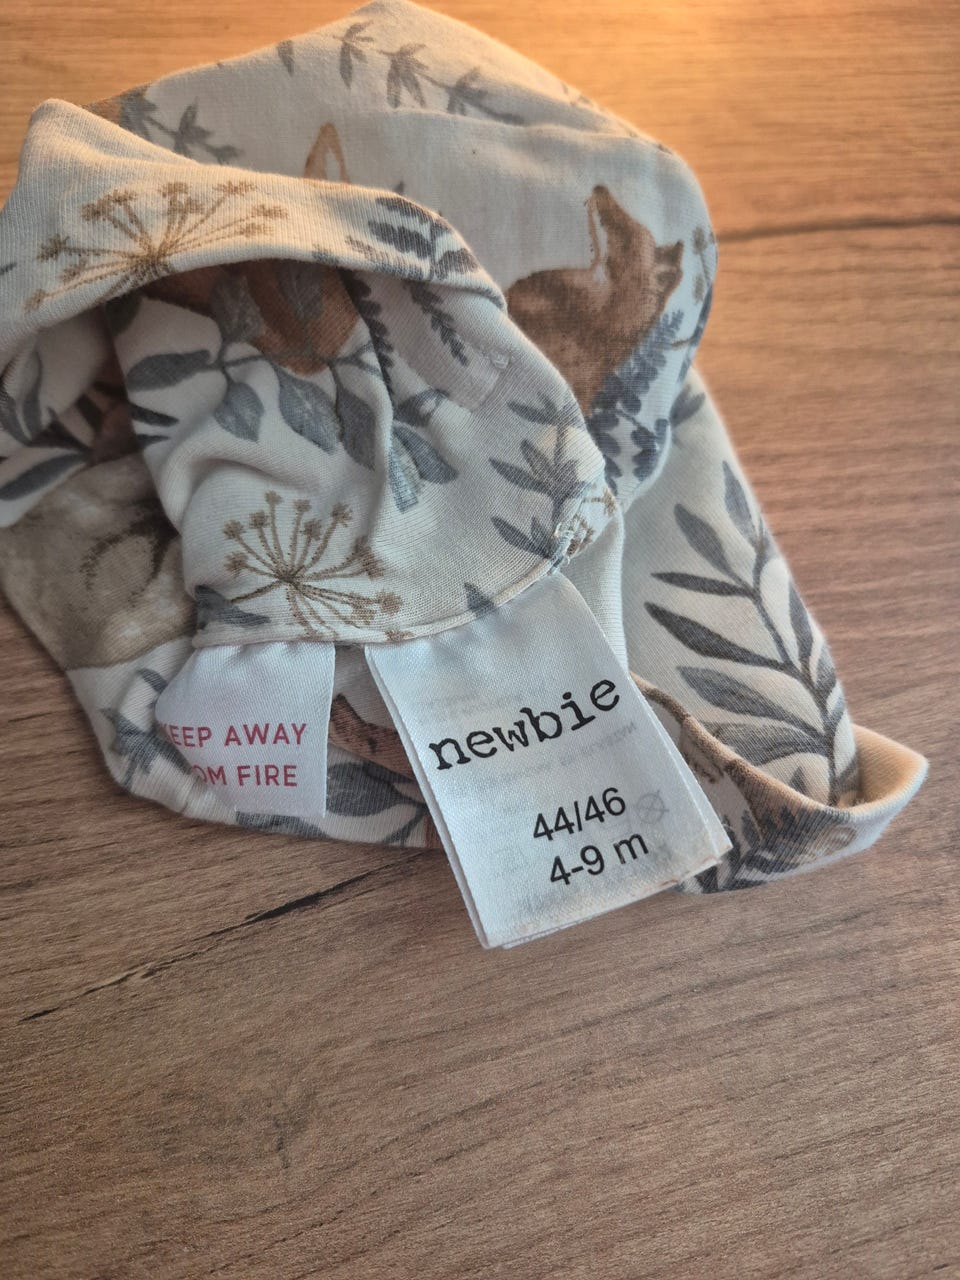 EEP AWAY
OM FIRE
newbie
44/46
4-9 m